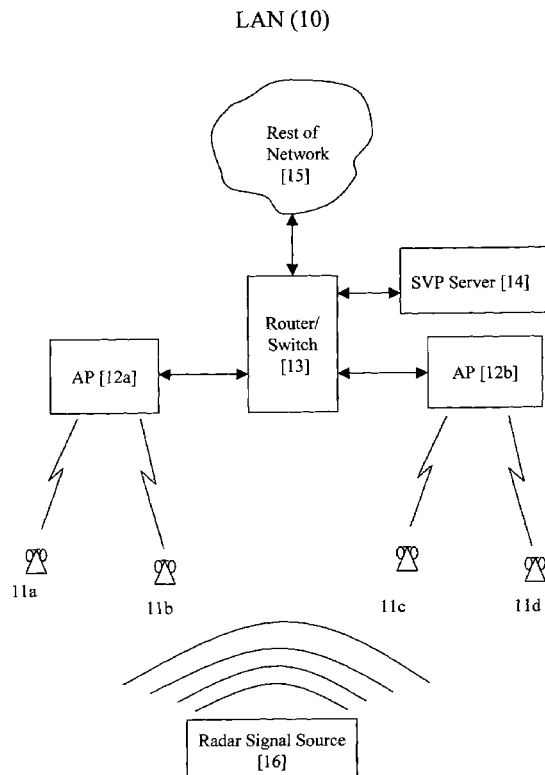 LAN (10)
Rest of
Network
[15]
SVP Server [14]
Router/
Switch
[13]
AP [12a]
AP [12b]
11a
11b
11c
11d
Radar Signal Source
[16]